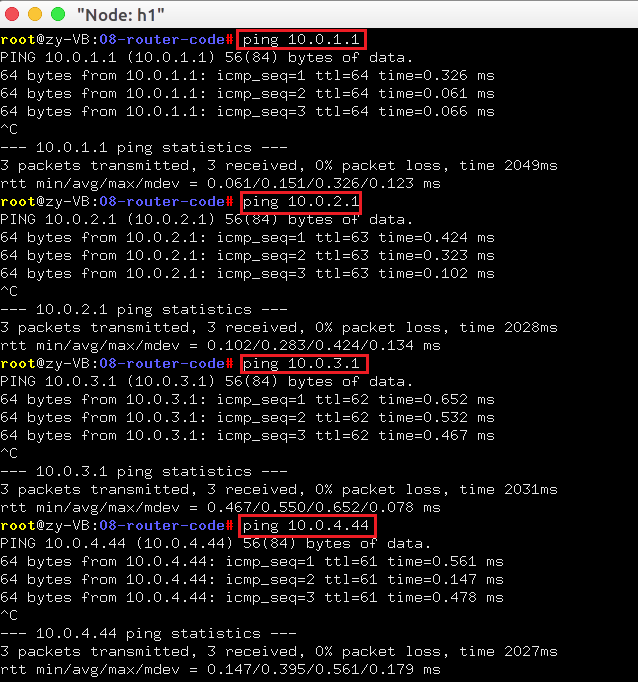 "Node: h1"
root@zy-VB:08-router-code# ping 10.0.1.1
PING 10.0.1.1 (10.0.1.1) 56(84) bytes of data.
64 bytes from 10.0.1.1: icmp_seq=1 ttl=64 time=0.326 ms
64 bytes from 10.0.1.1: icmp_seq=2 ttl=64 time=0.061 ms
64 bytes from 10.0.1.1: icmp_seq=3 ttl=64 time=0.066 ms
^C
--- 10.0.1.1 ping statistics ---
3 packets transmitted, 3 received, 0% packet loss, time 2049ms
rtt min/avg/max/mdev = 0.061/0.151/0.326/0.123 ms
root@zy-VB:08-router-code# ping 10.0.2.1
PING 10.0.2.1 (10.0.2.1) 56(84) bytes of data.
64 bytes from 10.0.2.1: icmp_seq=1 ttl=63 time=0.424 ms
64 bytes from 10.0.2.1: icmp_seq=2 ttl=63 time=0.323 ms
64 bytes from 10.0.2.1: icmp_seq=3 ttl=63 time=0.102 ms
^C
--- 10.0.2.1 ping statistics ---
3 packets transmitted, 3 received, 0% packet loss, time 2028ms
rtt min/avg/max/mdev = 0.102/0.283/0.424/0.134 ms
root@zy-VB:08-router-code# ping 10.0.3.1
PING 10.0.3.1 (10.0.3.1) 56(84) bytes of data.
64 bytes from 10.0.3.1: icmp_seq=1 ttl=62 time=0.652 ms
64 bytes from 10.0.3.1: icmp_seq=2 ttl=62 time=0.532 ms
64 bytes from 10.0.3.1: icmp_seq=3 ttl=62 time=0.467 ms
^C
--- 10.0.3.1 ping statistics ---
3 packets transmitted, 3 received, 0% packet loss, time 2031ms
rtt min/avg/max/mdev = 0.467/0.550/0.652/0.078 ms
root@zy-VB:08-router-code# ping 10.0.4.44
PING 10.0.4.44 (10.0.4.44) 56(84) bytes of data.
64 bytes from 10.0.4.44: icmp_seq=1 ttl=61 time=0.561 ms
64 bytes from 10.0.4.44: icmp_seq=2 ttl=61 time=0.147 ms
64 bytes from 10.0.4.44: icmp_seq=3 ttl=61 time=0.478 ms
^C
--- 10.0.4.44 ping statistics ---
3 packets transmitted, 3 received, 0% packet loss, time 2027ms
rtt min/avg/max/mdev = 0.147/0.395/0.561/0.179 ms